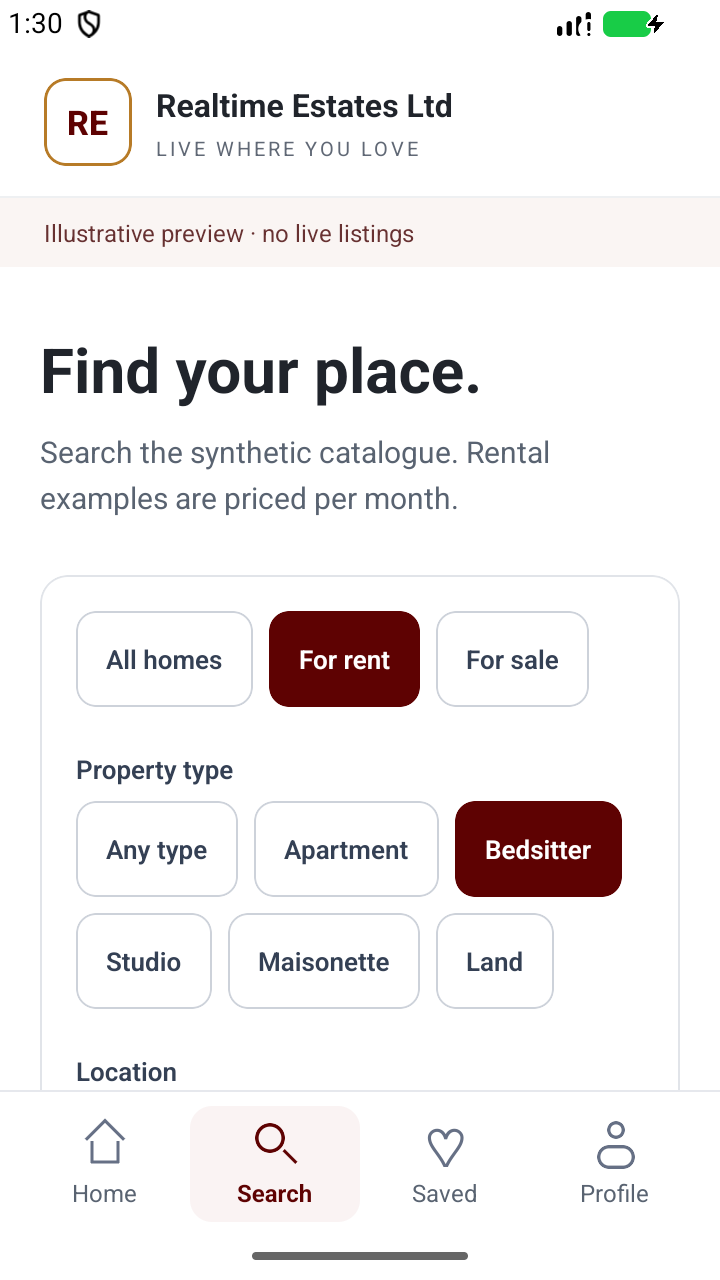 1:30
RE
Realtime Estates Ltd
LIVE WHERE YOU LOVE
Illustrative preview · no live listings
Find your place.
Search the synthetic catalogue. Rental
examples are priced per month.
All homes
For rent
For sale
Property type
Any type
Apartment
Bedsitter
Studio
Maisonette
Land
Location
Home
Search
Saved
Profile